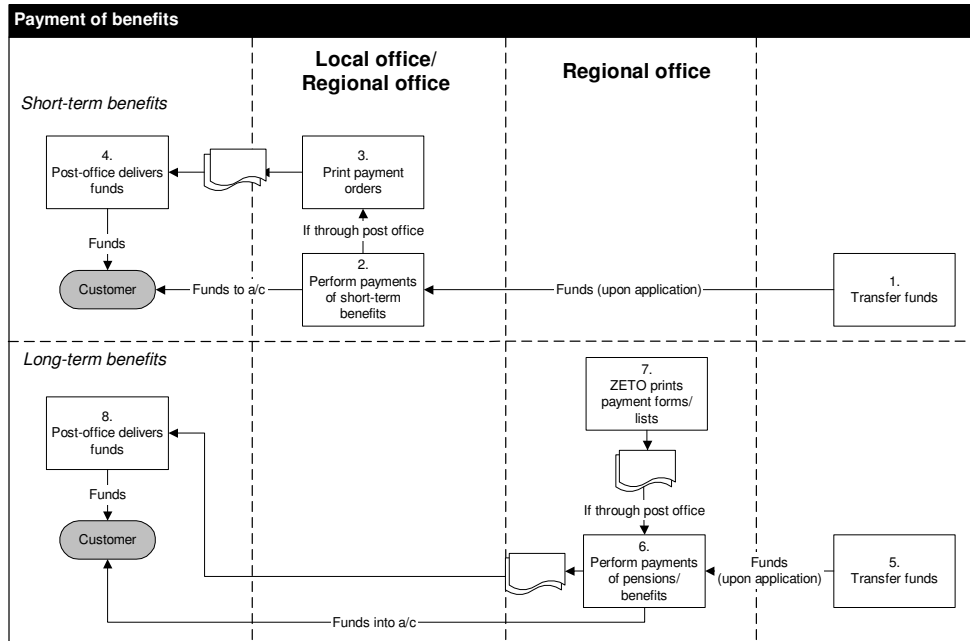 Payment of benefits
Local office/
Regional office
Regional office
Short-term benefits
4.
Post-office delivers
funds
3.
Print payment
orders
If through post office
Funds
Customer
Funds to a/c
2.
Perform payments
of short-term
benefits
Funds (upon application)
1.
Transfer funds
Long-term benefits
7.
ZETO prints
payment forms/
lists
8.
Post-office delivers
funds
Funds
If through post office
Customer
6.
Perform payments
of pensions/
benefits
Funds
(upon application)
5.
Transfer funds
Funds into a/c